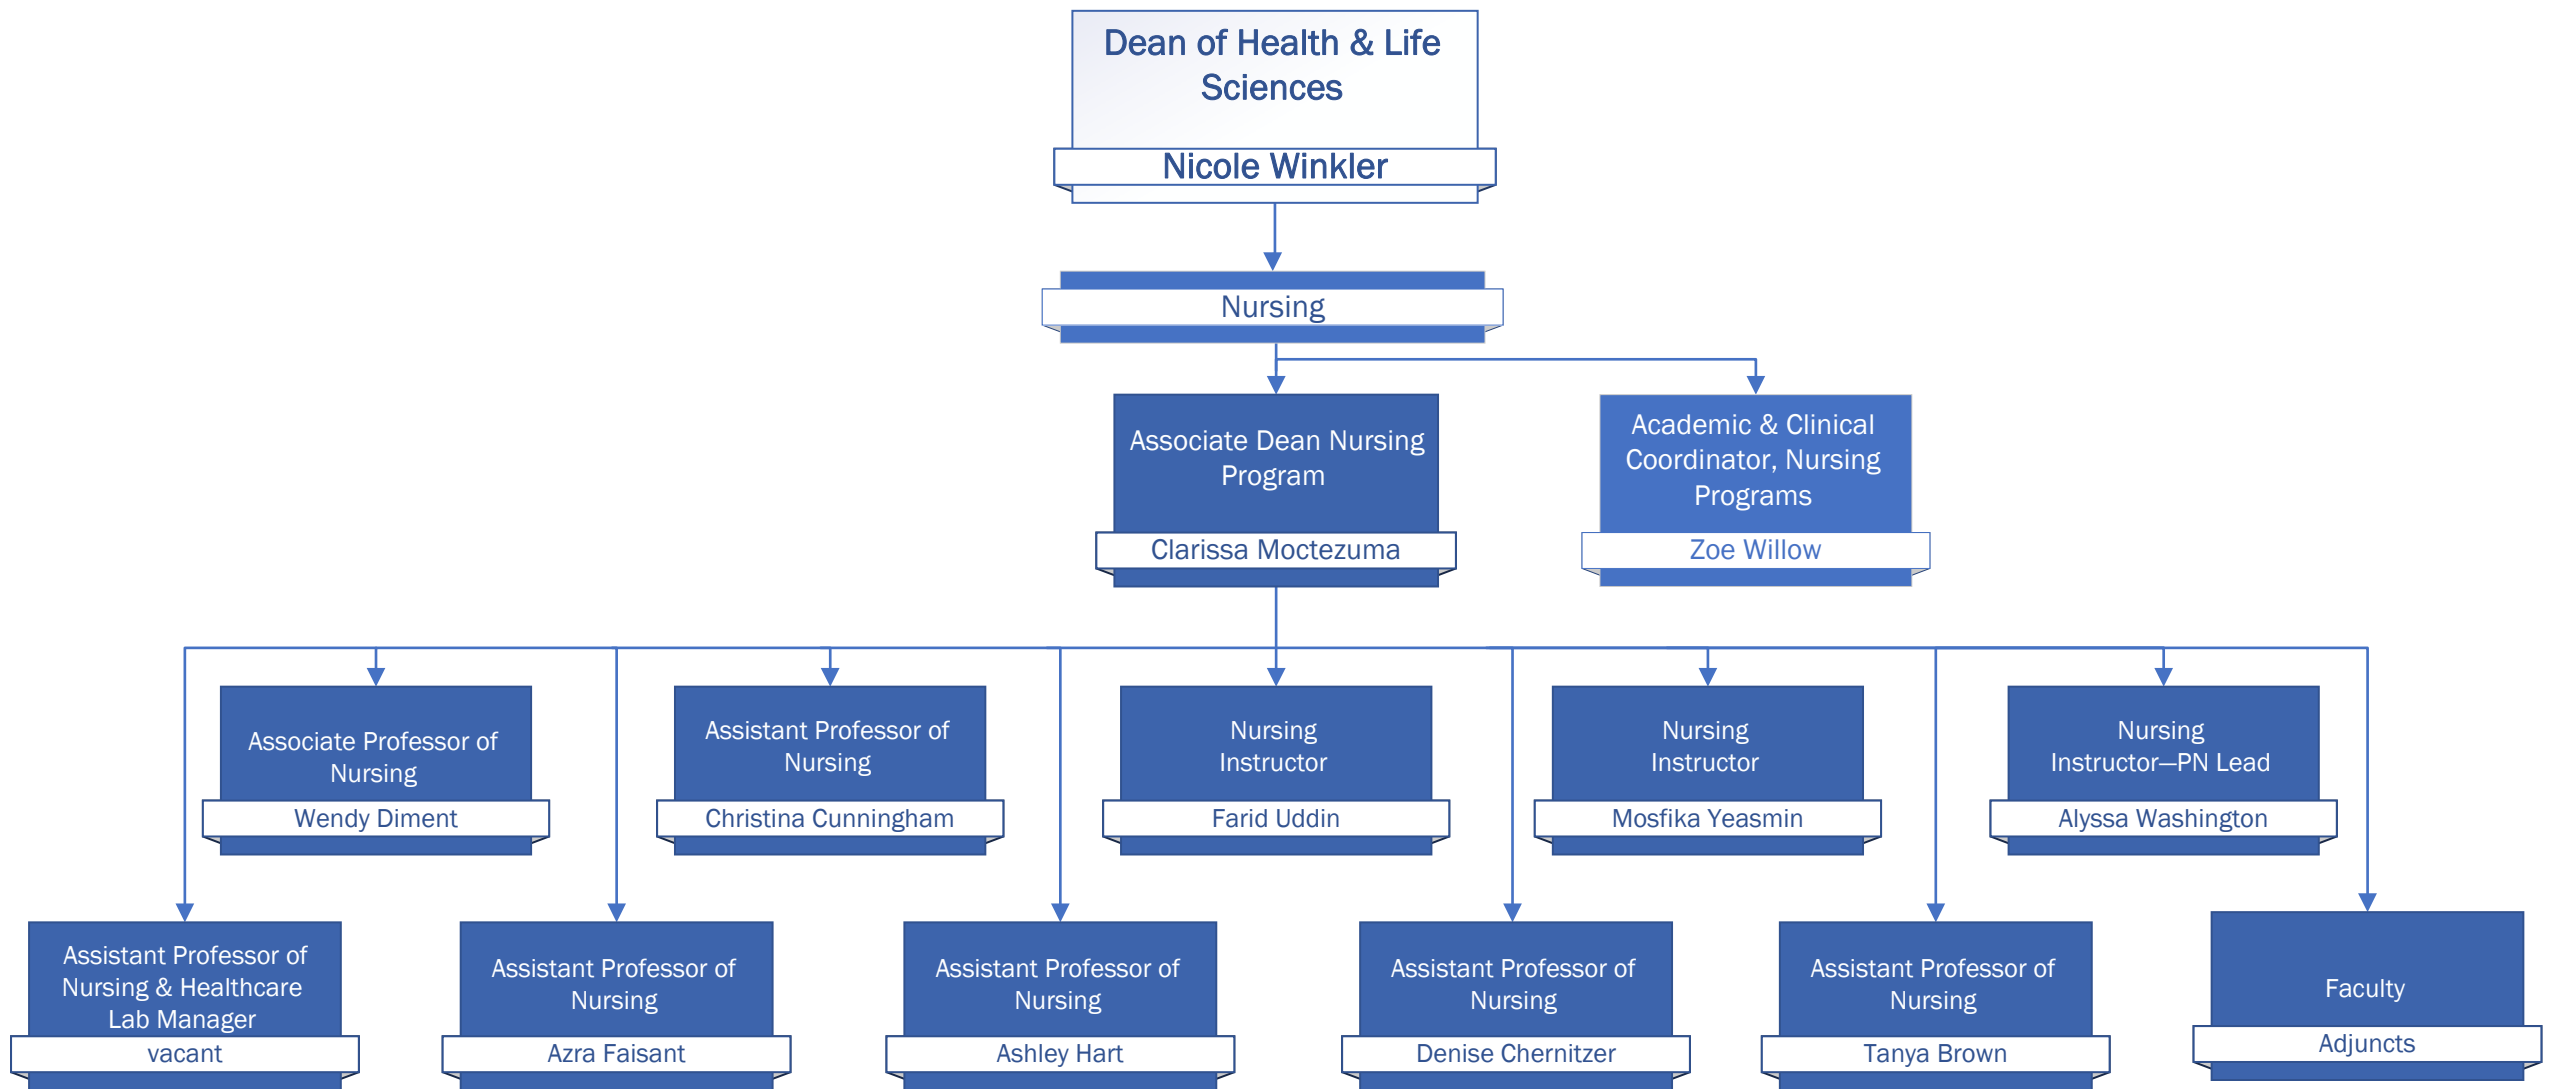 Dean of Health & Life
Sciences
Nicole Winkler
Nursing
Associate Dean Nursing
Program
Clarissa Moctezuma
Academic & Clinical
Coordinator, Nursing
Programs
Zoe Willow
Associate Professor of
Nursing
Wendy Diment
Assistant Professor of
Nursing
Christina Cunningham
Nursing
Instructor
Farid Uddin
Nursing
Instructor
Mosfika Yeasmin
Nursing
Instructor—PN Lead
Alyssa Washington
Assistant Professor of
Nursing & Healthcare
Lab Manager
vacant
Assistant Professor of
Nursing
Azra Faisant
Assistant Professor of
Nursing
Ashley Hart
Assistant Professor of
Nursing
Denise Chernitzer
Assistant Professor of
Nursing
Tanya Brown
Faculty
Adjuncts